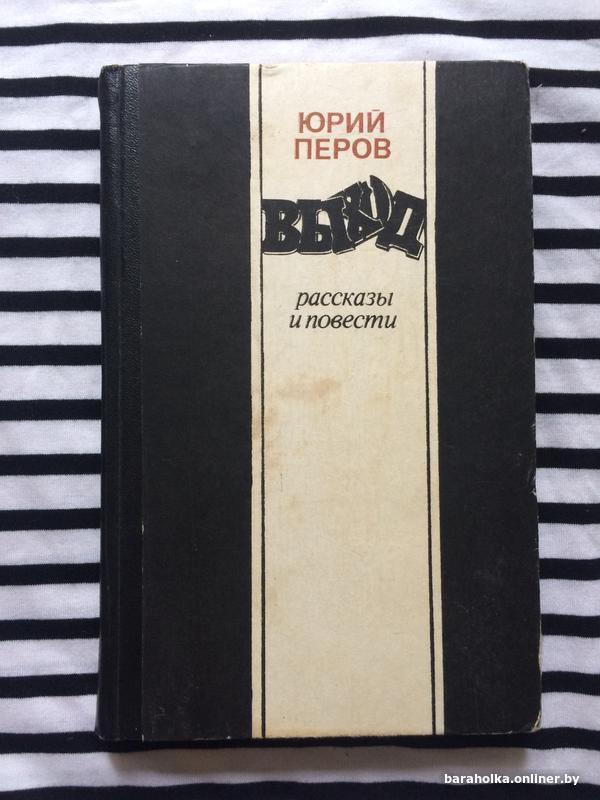 ЮРИЙ
ПЕРОВ
ВЫХОД
рассказы
и повести
baraholka.onliner.by